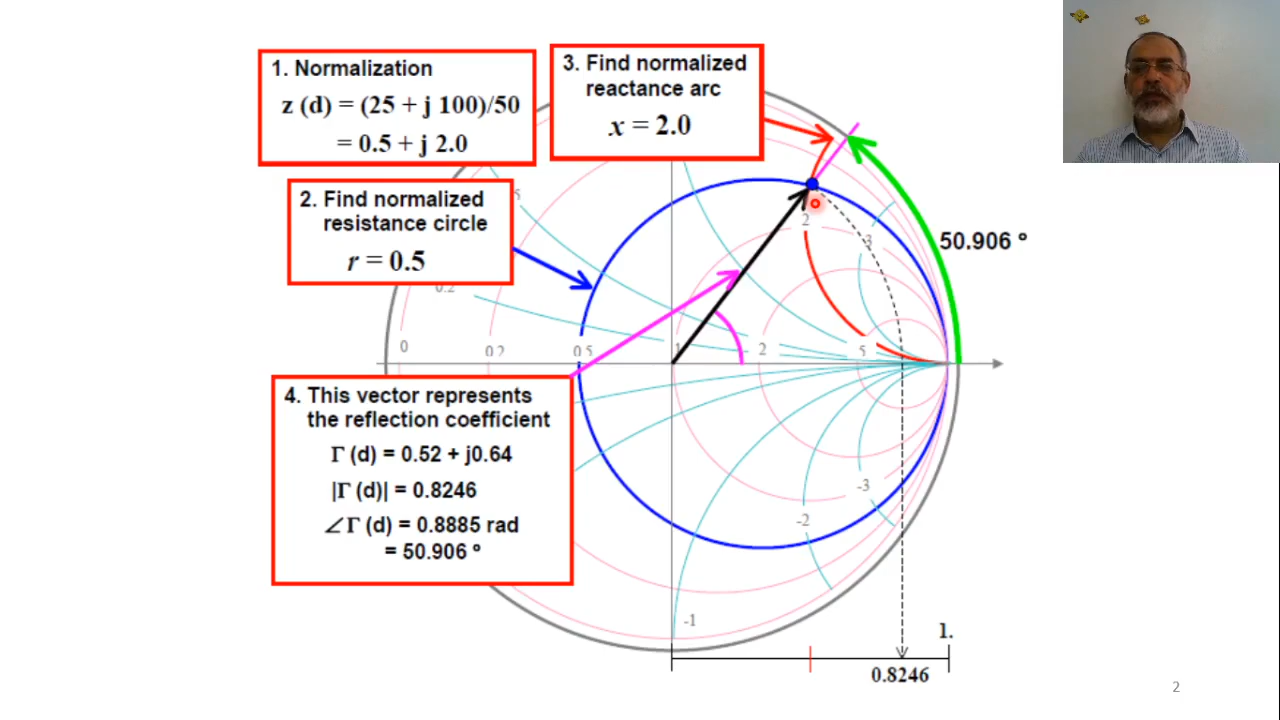 1. Normalization
z (d) = (25 + j 100)/50
= 0.5 + j 2.0
3. Find normalized
reactance arc
x = 2.0
2. Find normalized
resistance circle
r = 0.5
50.906 º
2
3
0.2
0
0.2
0.5
1
2
5
4. This vector represents
the reflection coefficient
Γ (d) = 0.52 + j0.64
|Γ (d)| = 0.8246
∠Γ (d) = 0.8885 rad
= 50.906 º
-3
-2
-1
1.
0.8246
2